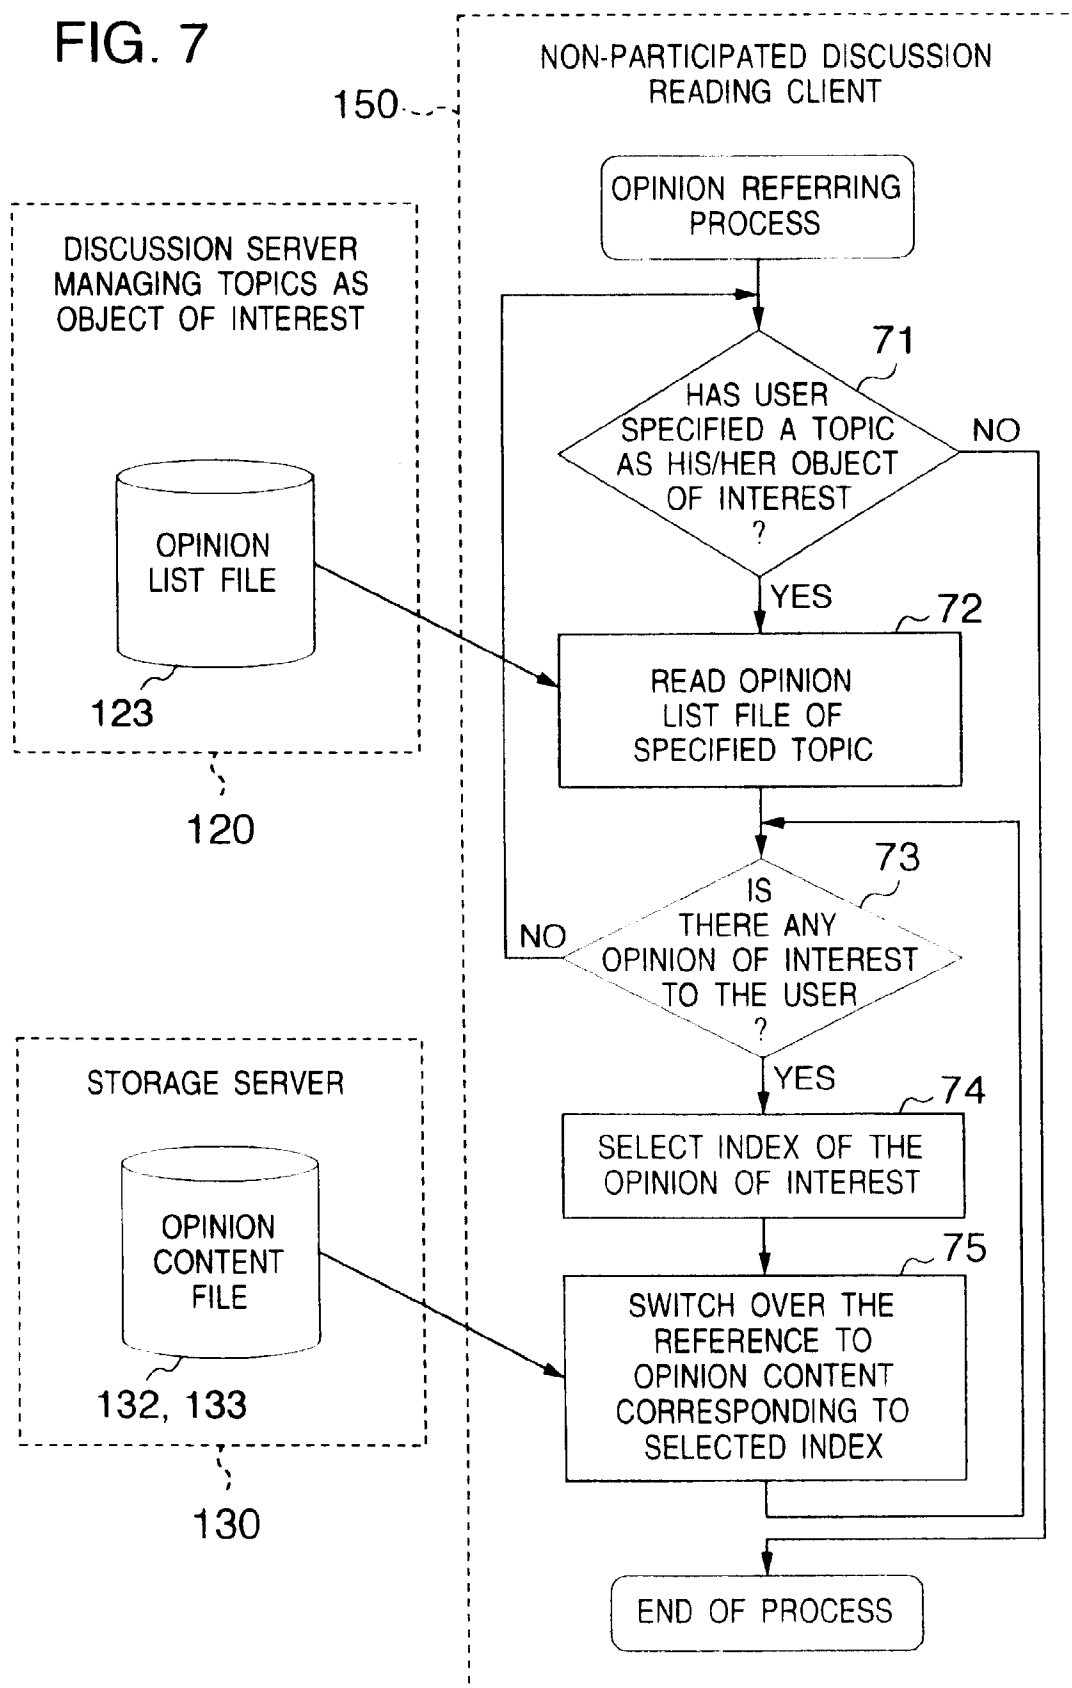 FIG. 7
NON-PARTICIPATED DISCUSSION
READING CLIENT
150
OPINION REFERRING
PROCESS
DISCUSSION SERVER
MANAGING TOPICS AS
OBJECT OF INTEREST
71
HAS USER
SPECIFIED A TOPIC
AS HIS/HER OBJECT
OF INTEREST
?
NO
YES
OPINION
LIST FILE
123
120
72
READ OPINION
LIST FILE OF
SPECIFIED TOPIC
73
IS
THERE ANY
OPINION OF INTEREST
TO THE USER
?
NO
YES
STORAGE SERVER
OPINION
CONTENT
FILE
132, 133
130
74
SELECT INDEX OF THE
OPINION OF INTEREST
75
SWITCH OVER THE
REFERENCE TO
OPINION CONTENT
CORRESPONDING TO
SELECTED INDEX
END OF PROCESS